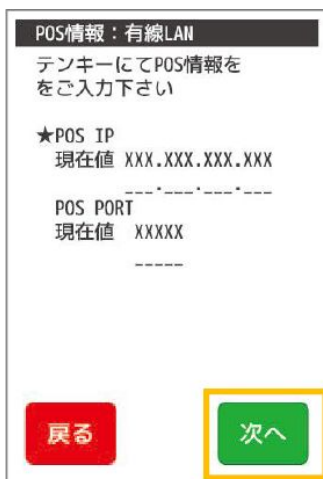 POS情報：有線LAN
テンキーにてPOS情報を
をご入力下さい
★POS IP
現在値 XXX.XXX.XXX.XXX
___.___.___.___
POS PORT
現在値 XXXXX
_____
戻る
次へ